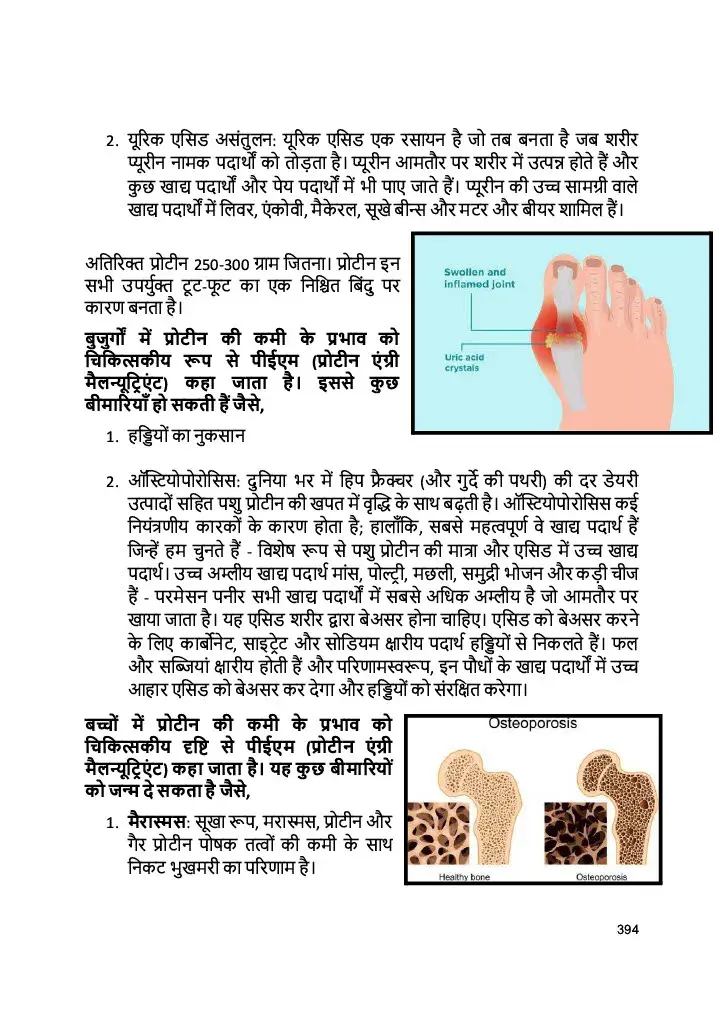 2. यूरिक एसिड असंतुलन: यूरिक एसिड एक रसायन है जो तब बनता है जब शरीर
प्यूरीन नामक पदार्थों को तोड़ता है। प्यूरीन आमतौर पर शरीर में उत्पन्न होते हैं और
कुछ खाद्य पदार्थों और पेय पदार्थों में भी पाए जाते हैं। प्यूरीन की उच्च सामग्री वाले
खाद्य पदार्थों में लिवर, एंकोवी, मैकेरल, सूखे बीन्स और मटर और बीयर शामिल हैं।
अतिरिक्त प्रोटीन 250-300 ग्राम जितना। प्रोटीन इन
सभी उपर्युक्त टूट-फूट का एक निश्चित बिंदु पर
कारण बनता है।
बुजुर्गों में प्रोटीन की कमी के प्रभाव को
चिकित्सकीय रूप से पीईएम (प्रोटीन एंग्री
मैलन्यूट्रिएंट) कहा जाता है। इससे कुछ
बीमारियाँ हो सकती हैं जैसे,
Swollen and
inflamed joint
Uric acid
crystals
1. हड्डियों का नुकसान
2. ऑस्टियोपोरोसिस: दुनिया भर में हिप फ्रैक्चर (और गुर्दे की पथरी) की दर डेयरी
उत्पादों सहित पशु प्रोटीन की खपत में वृद्धि के साथ बढ़ती है। ऑस्टियोपोरोसिस कई
नियंत्रणीय कारकों के कारण होता है; हालाँकि, सबसे महत्वपूर्ण वे खाद्य पदार्थ हैं
जिन्हें हम चुनते हैं - विशेष रूप से पशु प्रोटीन की मात्रा और एसिड में उच्च खाद्य
पदार्थ। उच्च अम्लीय खाद्य पदार्थ मांस, पोल्ट्री, मछली, समुद्री भोजन और कड़ी चीज
हैं - परमेसन पनीर सभी खाद्य पदार्थों में सबसे अधिक अम्लीय है जो आमतौर पर
खाया जाता है। यह एसिड शरीर द्वारा बेअसर होना चाहिए। एसिड को बेअसर करने
के लिए कार्बोनेट, साइट्रेट और सोडियम क्षारीय पदार्थ हड्डियों से निकलते हैं। फल
और सब्जियां क्षारीय होती हैं और परिणामस्वरूप, इन पौधों के खाद्य पदार्थों में उच्च
आहार एसिड को बेअसर कर देगा और हड्डियों को संरक्षित करेगा।
बच्चों में प्रोटीन की कमी के प्रभाव को
चिकित्सकीय दृष्टि से पीईएम (प्रोटीन एंग्री
मैलन्यूट्रिएंट) कहा जाता है। यह कुछ बीमारियों
को जन्म दे सकता है जैसे,
1. मैरास्मस: सूखा रूप, मरास्मस, प्रोटीन और
गैर प्रोटीन पोषक तत्वों की कमी के साथ
निकट भुखमरी का परिणाम है।
Osteoporosis
Healthy bone
Osteoporosis
394